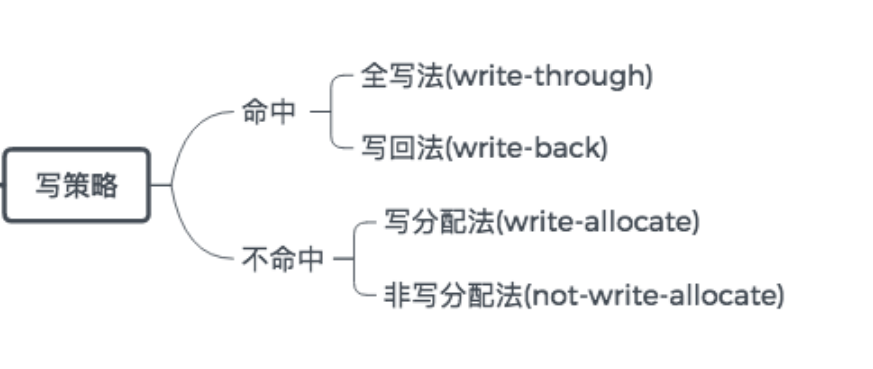 写策略
命中
全写法(write-through)
写回法(write-back)
不命中
写分配法(write-allocate)
非写分配法(not-write-allocate)